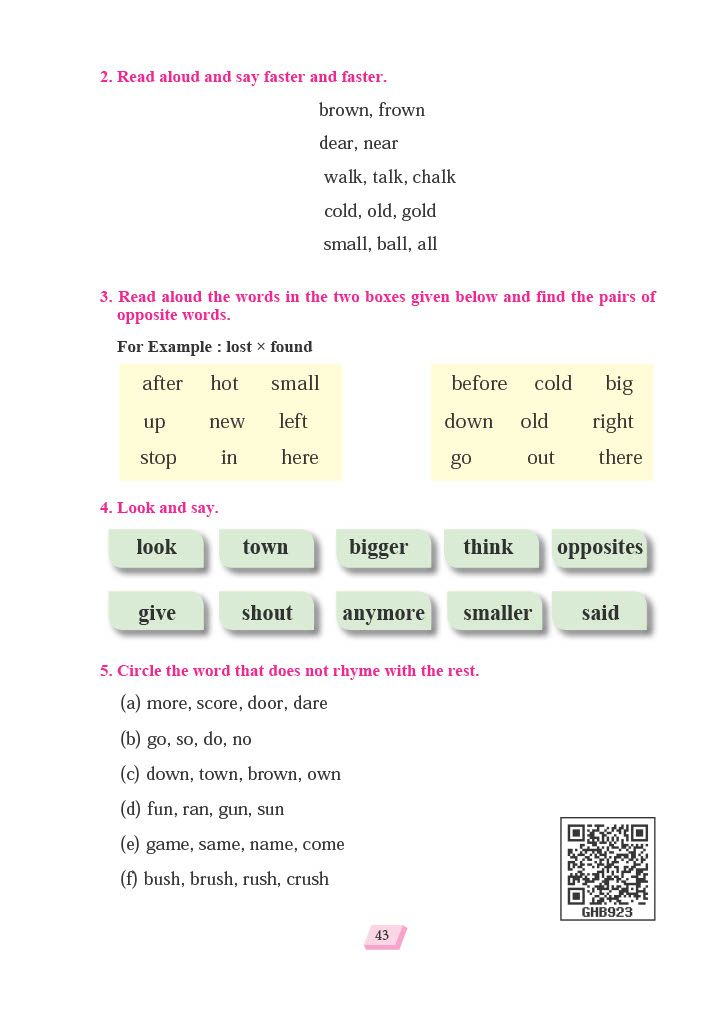 2. Read aloud and say faster and faster.
brown, frown
dear, near
walk, talk, chalk
cold, old, gold
small, ball, all
3. Read aloud the words in the two boxes given below and find the pairs of
opposite words.
For Example : lost × found
after hot small
up new left
stop in here
before cold big
down old right
go out there
4. Look and say.
look town bigger think opposites
give shout anymore smaller said
5. Circle the word that does not rhyme with the rest.
(a) more, score, door, dare
(b) go, so, do, no
(c) down, town, brown, own
(d) fun, ran, gun, sun
(e) game, same, name, come
(f) bush, brush, rush, crush
GHB923
43